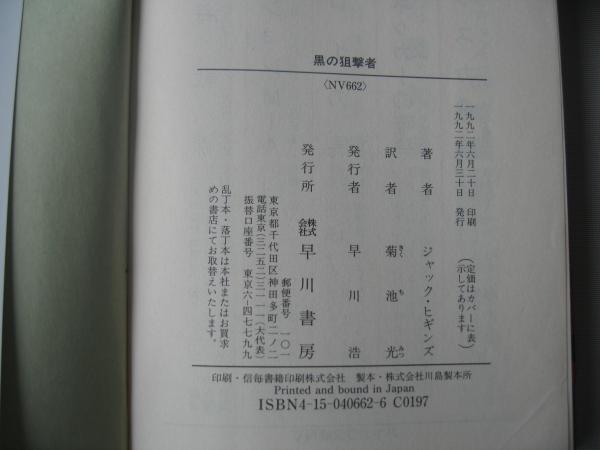 黒の狙撃者
〈NV662〉
一九九二年六月二十日 印刷
一九九二年六月三十日 発行
（定価はカバーに表示してあります）
著者 ジャック・ヒギンズ
訳者 菊池光
きくちみつ
発行者 早川浩
発行所 株式会社 早川書房
郵便番号 一〇一
東京都千代田区神田多町二ノ二
電話東京（三二五二）三一一一（大代表）
振替口座番号 東京六-四七七九九
乱丁本・落丁本は本社またはお買求
めの書店にてお取替えいたします。
印刷・信毎書籍印刷株式会社 製本・株式会社川島製本所
Printed and bound in Japan
ISBN4-15-040662-6 C0197